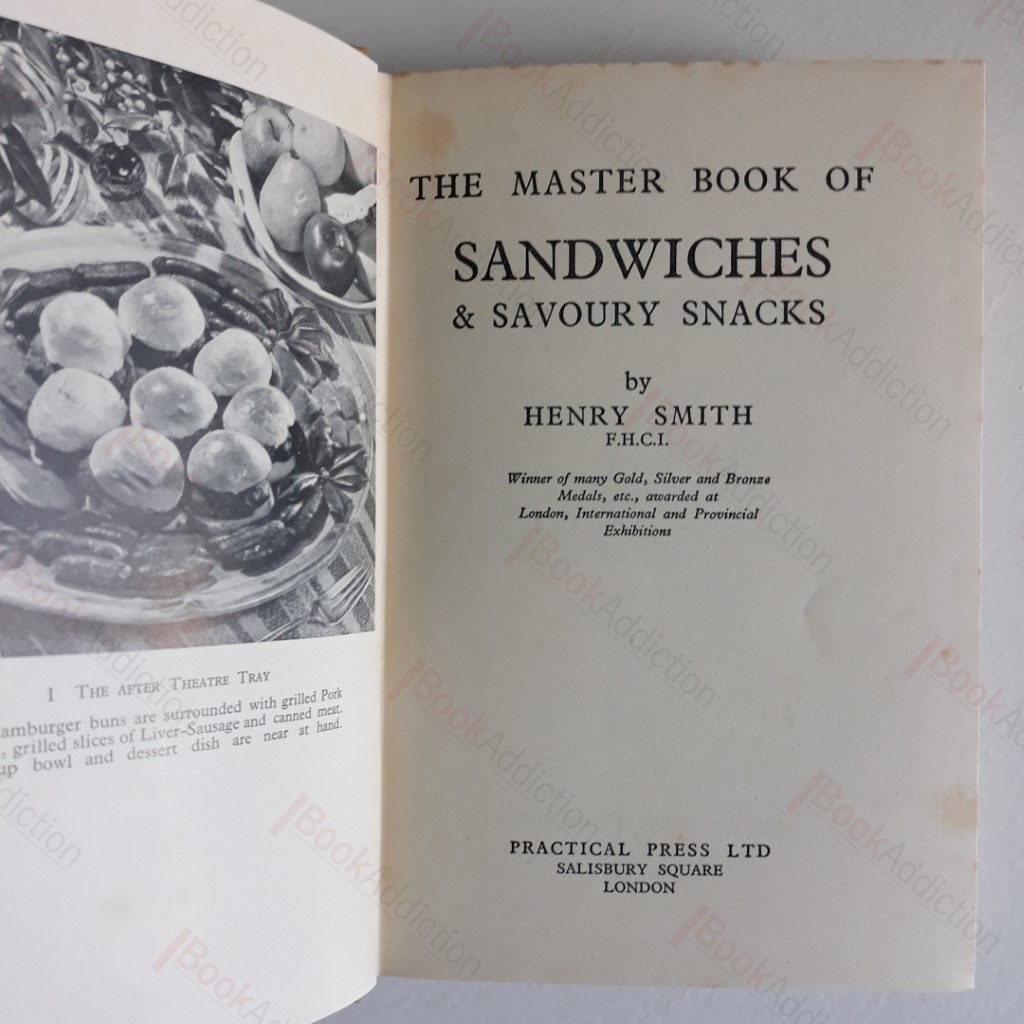 I THE AFTER THEATRE TRAY
Hamburger buns are surrounded with grilled Pork
, grilled slices of Liver-Sausage and canned meat.
up bowl and dessert dish are near at hand.
THE MASTER BOOK OF
SANDWICHES
& SAVOURY SNACKS
by
HENRY SMITH
F.H.C.I.
Winner of many Gold, Silver and Bronze
Medals, etc., awarded at
London, International and Provincial
Exhibitions
PRACTICAL PRESS LTD
SALISBURY SQUARE
LONDON
BookAddiction